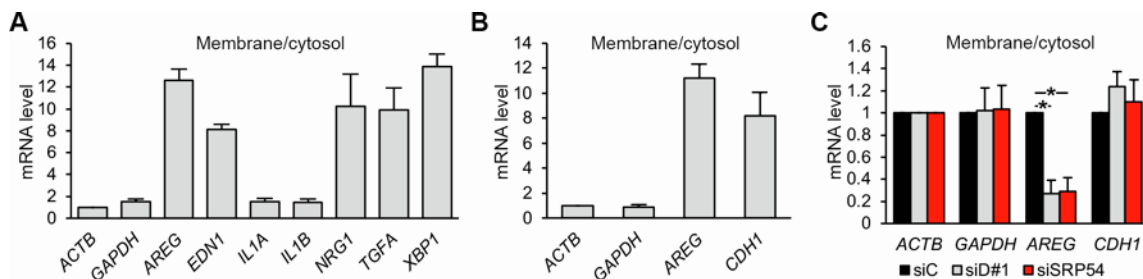 A
Membrane/cytosol
mRNA level
16
14
12
10
8
6
4
2
0
ACTB
GAPDH
AREG
EDN1
IL1A
IL1B
NRG1
TGFA
XBP1
B
Membrane/cytosol
mRNA level
14
12
10
8
6
4
2
0
ACTB
GAPDH
AREG
CDH1
C
Membrane/cytosol
mRNA level
1.6
1.4
1.2
1
0.8
0.6
0.4
0.2
0
*
*
ACTB GAPDH AREG CDH1
siC siD#1 siSRP54